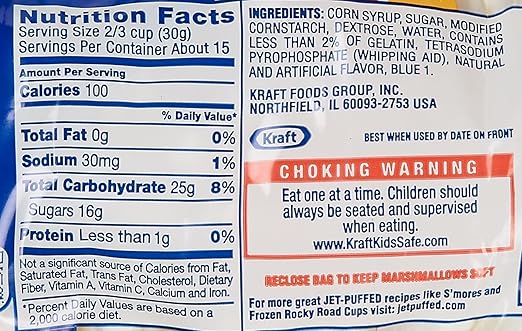 Nutrition Facts
Serving Size 2/3 cup (30g)
Servings Per Container About 15
Amount Per Serving
Calories 100
% Daily Value*
Total Fat 0g 0%
Sodium 30mg 1%
Total Carbohydrate 25g 8%
Sugars 16g
Protein Less than 1g 0%
Not a significant source of Calories from Fat,
Saturated Fat, Trans Fat, Cholesterol, Dietary
Fiber, Vitamin A, Vitamin C, Calcium and Iron.
*Percent Daily Values are based on a
2,000 calorie diet.
INGREDIENTS: CORN SYRUP, SUGAR, MODIFIED
CORNSTARCH, DEXTROSE, WATER, CONTAINS
LESS THAN 2% OF GELATIN, TETRASODIUM
PYROPHOSPHATE (WHIPPING AID), NATURAL
AND ARTIFICIAL FLAVOR, BLUE 1.
KRAFT FOODS GROUP, INC.
NORTHFIELD, IL 60093-2753 USA
Kraft
BEST WHEN USED BY DATE ON FRONT
CHOKING WARNING
Eat one at a time. Children should
always be seated and supervised
when eating.
www.KraftKidsSafe.com
RECLOSE BAG TO KEEP MARSHMALLOWS SOFT
For more great JET-PUFFED recipes like S'mores and
Frozen Rocky Road Cups visit: jetpuffed.com